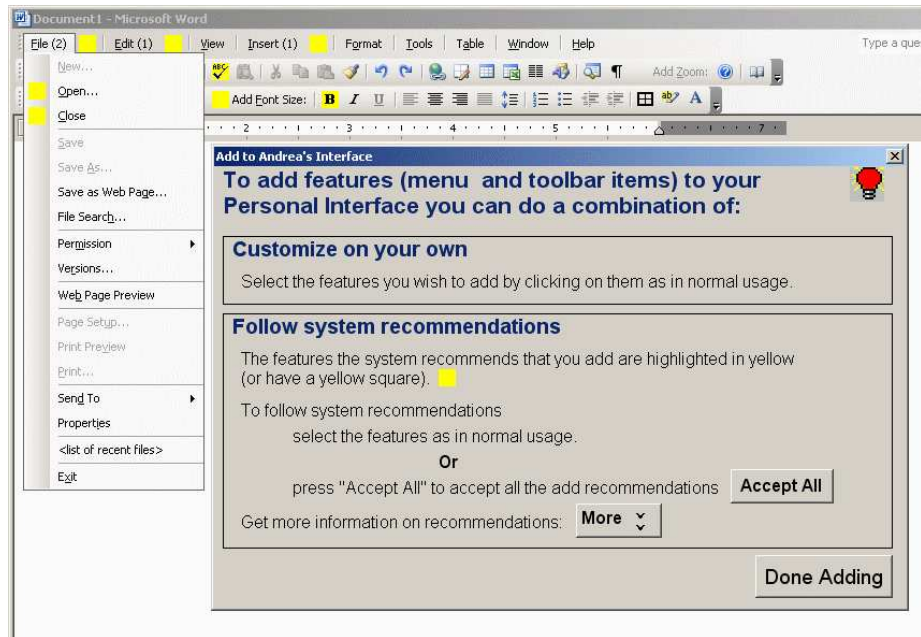 Document1 - Microsoft Word
File (2) Edit (1) View Insert (1) Format Tools Table Window Help Type a que
New...
Open...
Close
Save
Save As...
Save as Web Page...
File Search...
Permission
Versions...
Web Page Preview
Page Setup...
Print Preview
Print...
Send To
Properties
<list of recent files>
Exit
ABC Add Zoom:
Add Font Size: B I U ab A
2 3 4 5 7
Add to Andrea's Interface
To add features (menu and toolbar items) to your
Personal Interface you can do a combination of:
Customize on your own
Select the features you wish to add by clicking on them as in normal usage.
Follow system recommendations
The features the system recommends that you add are highlighted in yellow
(or have a yellow square).
To follow system recommendations
select the features as in normal usage.
Or
press "Accept All" to accept all the add recommendations Accept All
Get more information on recommendations: More
Done Adding